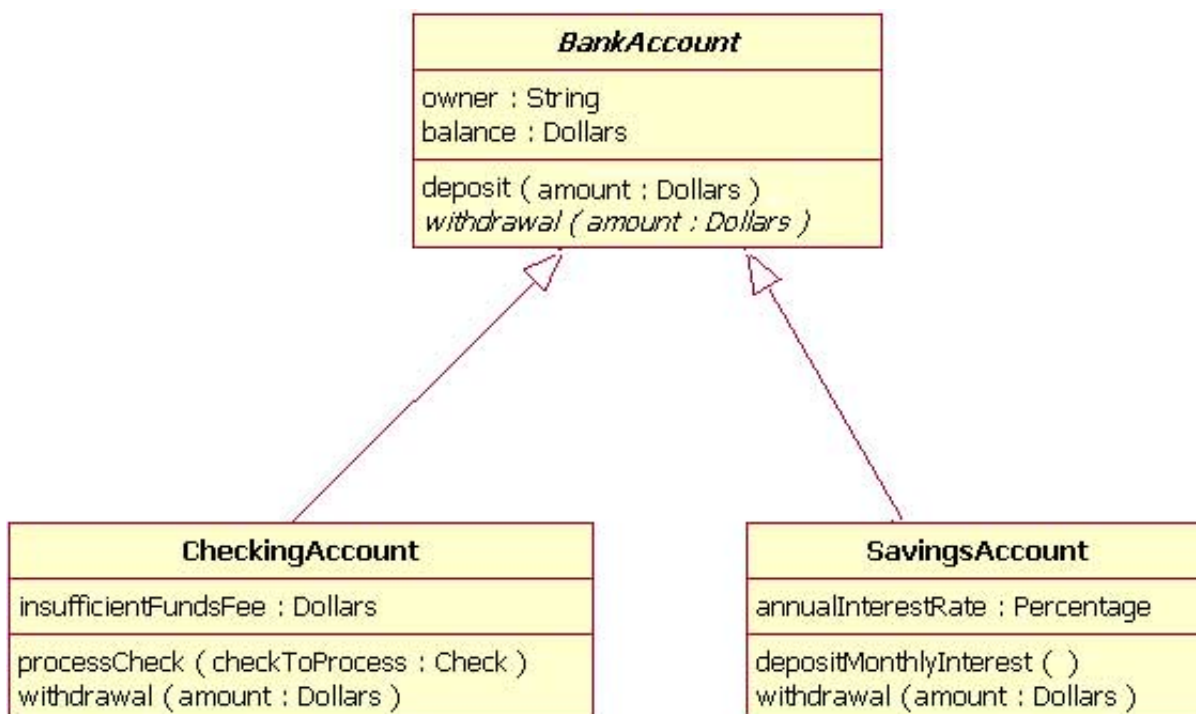 BankAccount
owner : String
balance : Dollars
deposit ( amount : Dollars )
withdrawal ( amount : Dollars )
CheckingAccount
insufficientFundsFee : Dollars
processCheck ( checkToProcess : Check )
withdrawal ( amount : Dollars )
SavingsAccount
annualInterestRate : Percentage
depositMonthlyInterest ( )
withdrawal ( amount : Dollars )